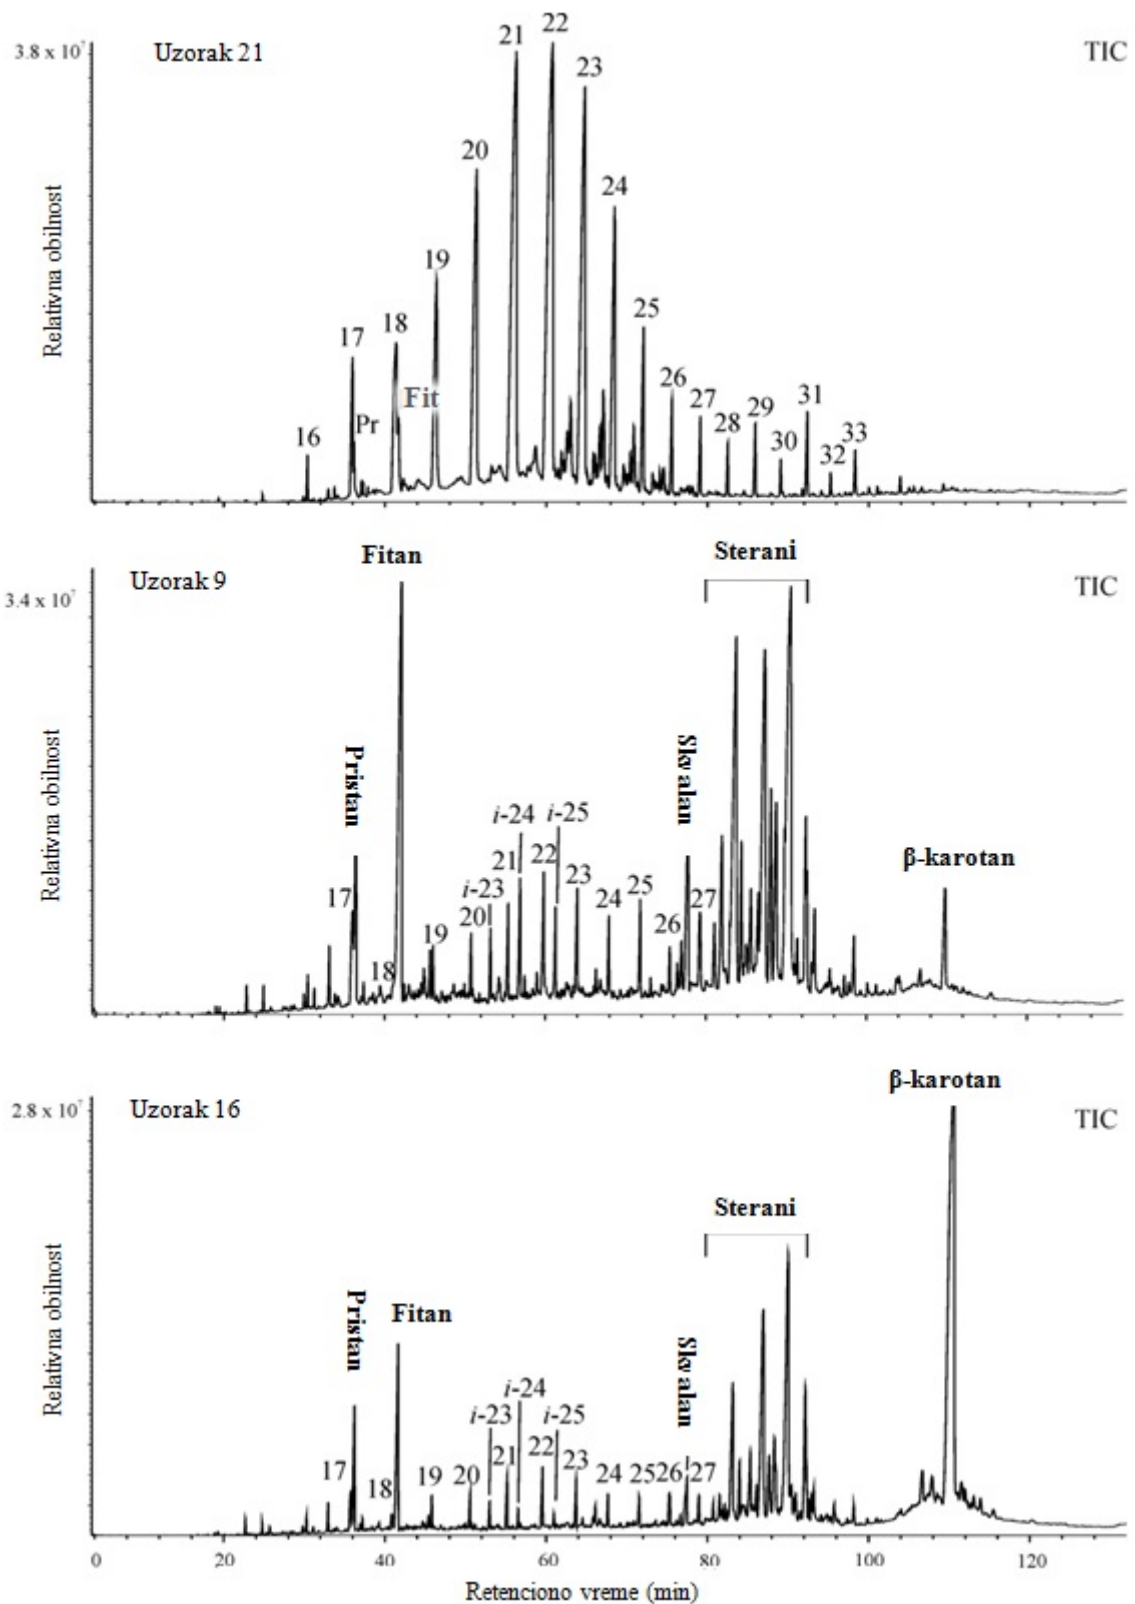 3.8 x 10⁷
Uzorak 21
TIC
Relativna obilnost
16
17
Pr
18
Fit
19
20
21
22
23
24
25
26
27
28
29
30
31
32
33
3.4 x 10⁷
Uzorak 9
TIC
Relativna obilnost
17
Pristan
18
Fitan
19
20
i-23
21
i-24
22
i-25
23
24
25
26
Skvalan
27
Sterani
β-karotan
2.8 x 10⁷
Uzorak 16
TIC
Relativna obilnost
17
Pristan
18
Fitan
19
20
i-23
21
i-24
22
i-25
23
24
25
26
Skvalan
27
Sterani
β-karotan
0 20 40 60 80 100 120
Retenciono vreme (min)